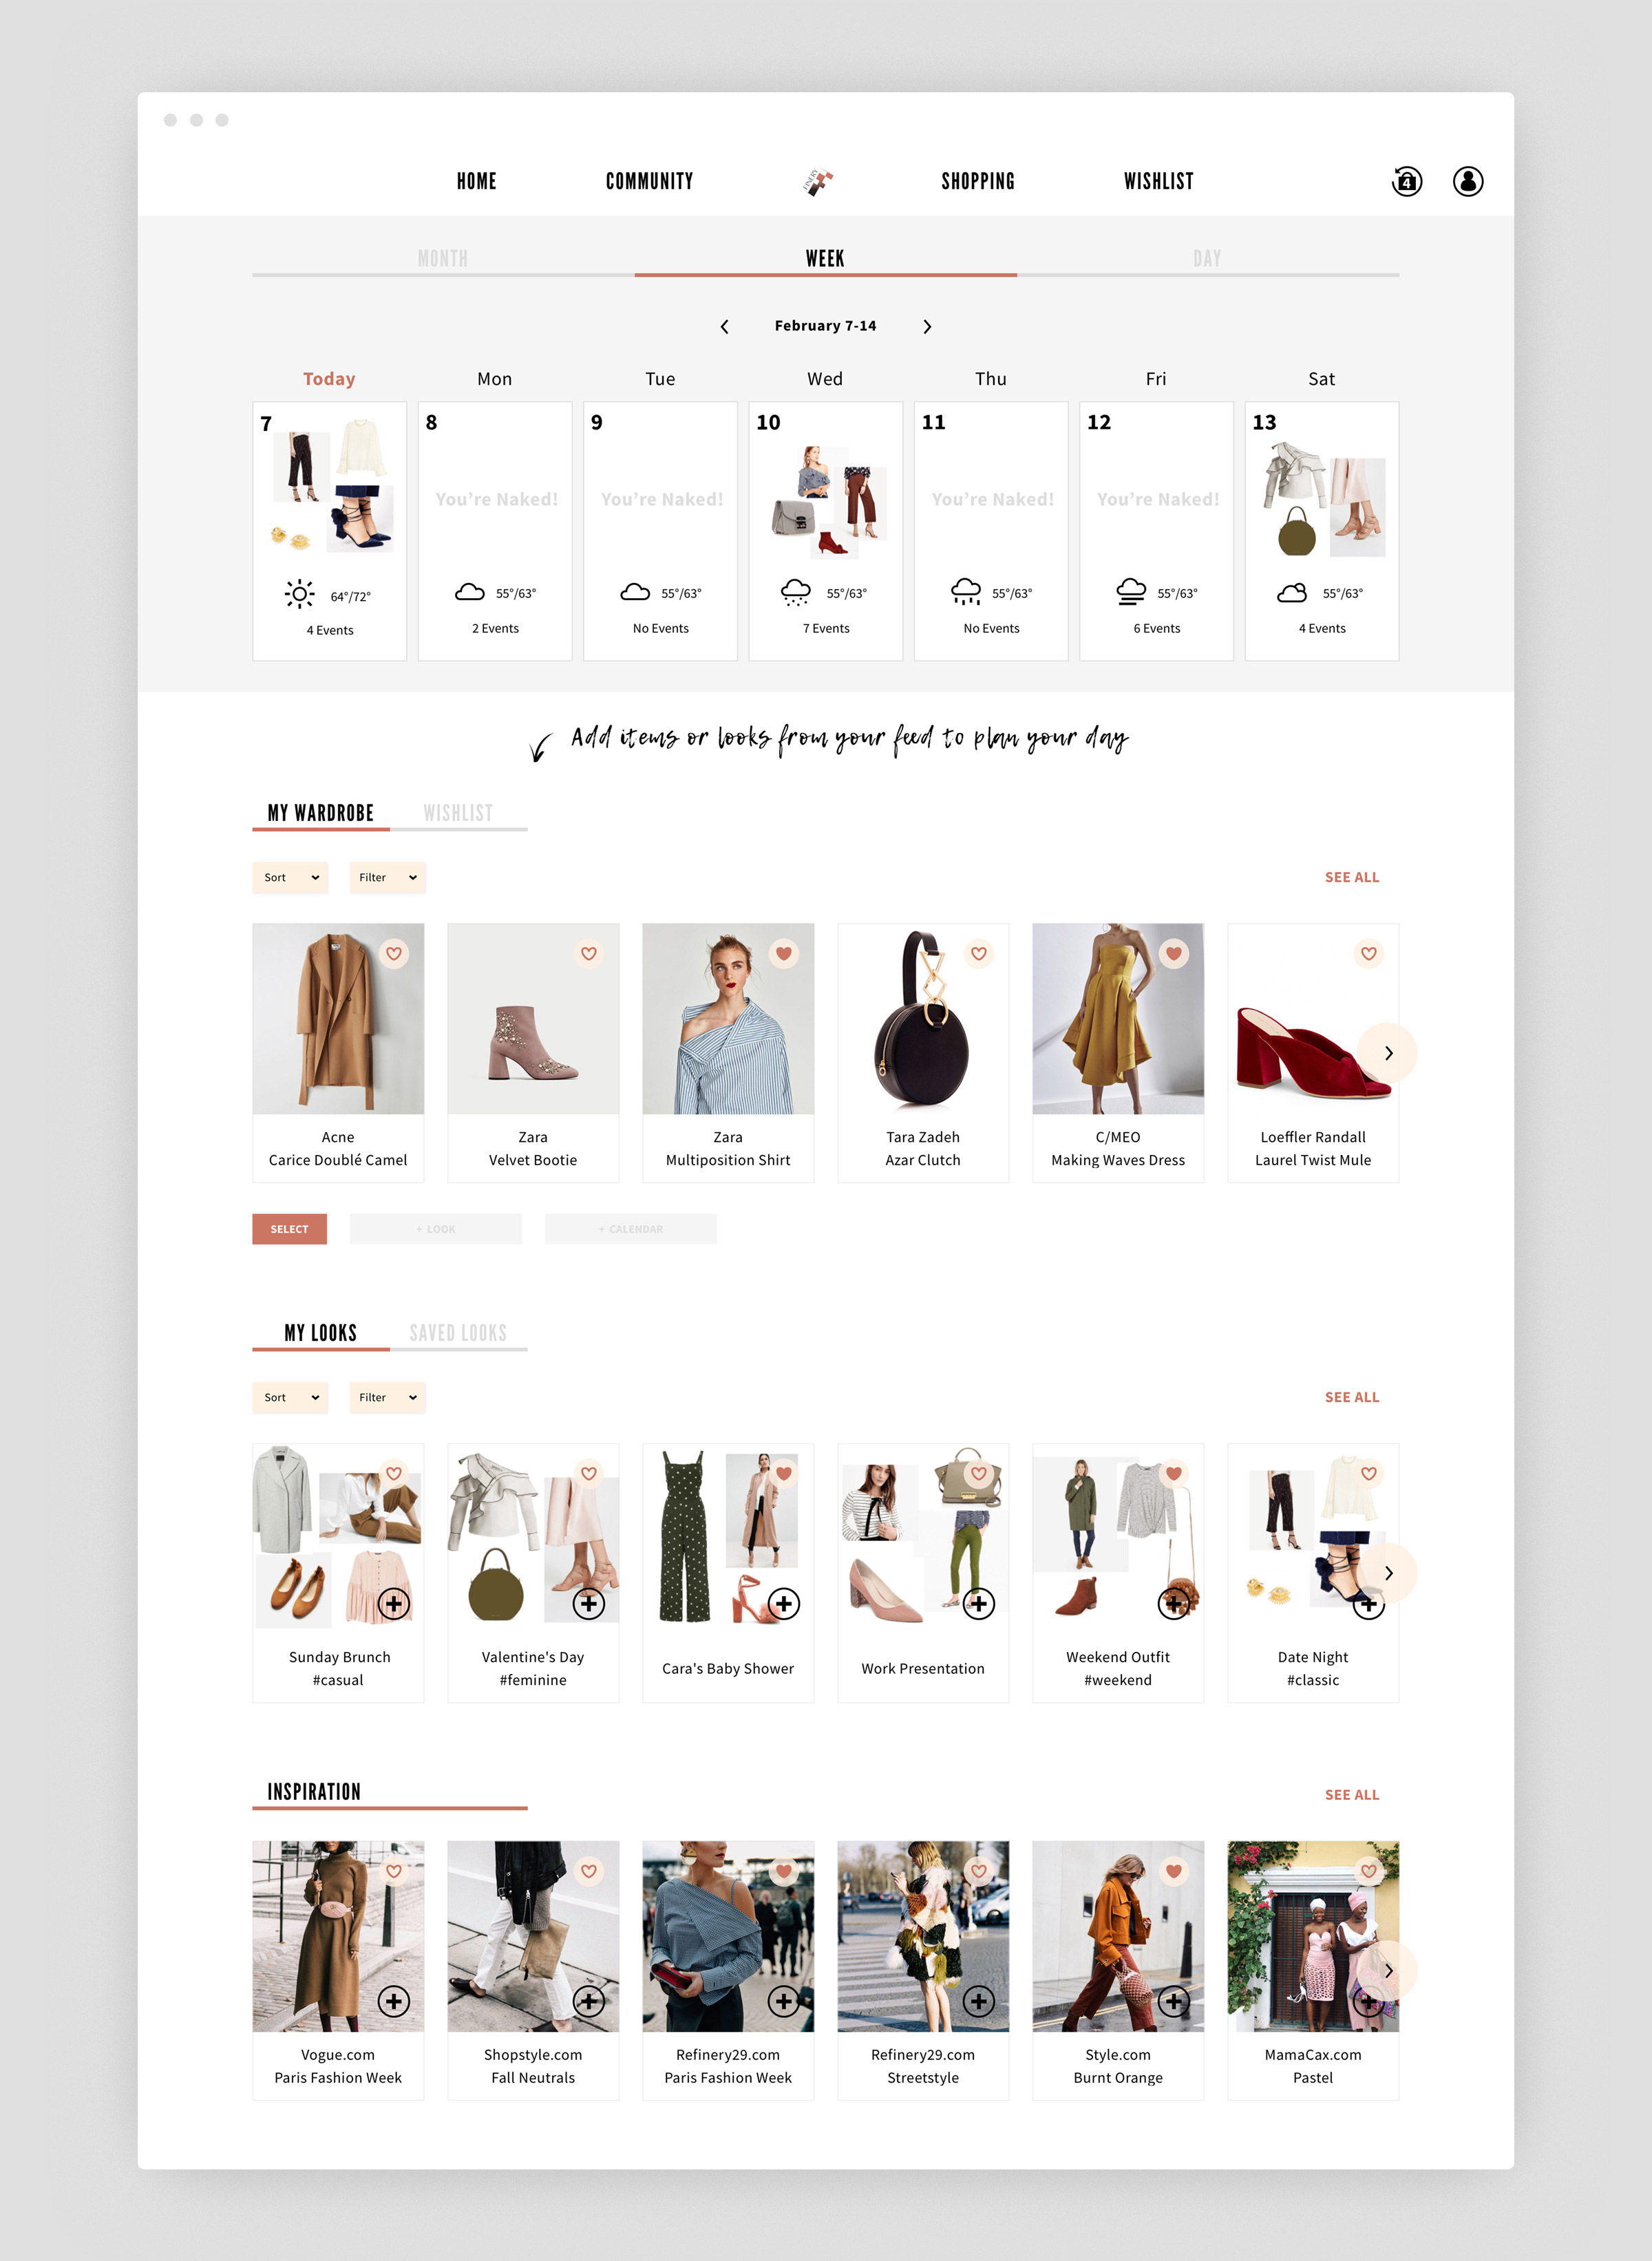 HOME COMMUNITY FINERY SHOPPING WISHLIST 4
MONTH WEEK DAY
February 7-14
Today Mon Tue Wed Thu Fri Sat
7 8 9 10 11 12 13
You're Naked! You're Naked! You're Naked! You're Naked!
64°/72° 55°/63° 55°/63° 55°/63° 55°/63° 55°/63° 55°/63°
4 Events 2 Events No Events 7 Events No Events 6 Events 4 Events
Add items or looks from your feed to plan your day
MY WARDROBE WISHLIST
Sort Filter SEE ALL
Acne Zara Zara Tara Zadeh C/MEO Loeffler Randall
Carice Doublé Camel Velvet Bootie Multiposition Shirt Azar Clutch Making Waves Dress Laurel Twist Mule
SELECT + LOOK + CALENDAR
MY LOOKS SAVED LOOKS
Sort Filter SEE ALL
Sunday Brunch Valentine's Day Cara's Baby Shower Work Presentation Weekend Outfit Date Night
#casual #feminine #weekend #classic
INSPIRATION SEE ALL
Vogue.com Shopstyle.com Refinery29.com Refinery29.com Style.com MamaCax.com
Paris Fashion Week Fall Neutrals Paris Fashion Week Streetstyle Burnt Orange Pastel